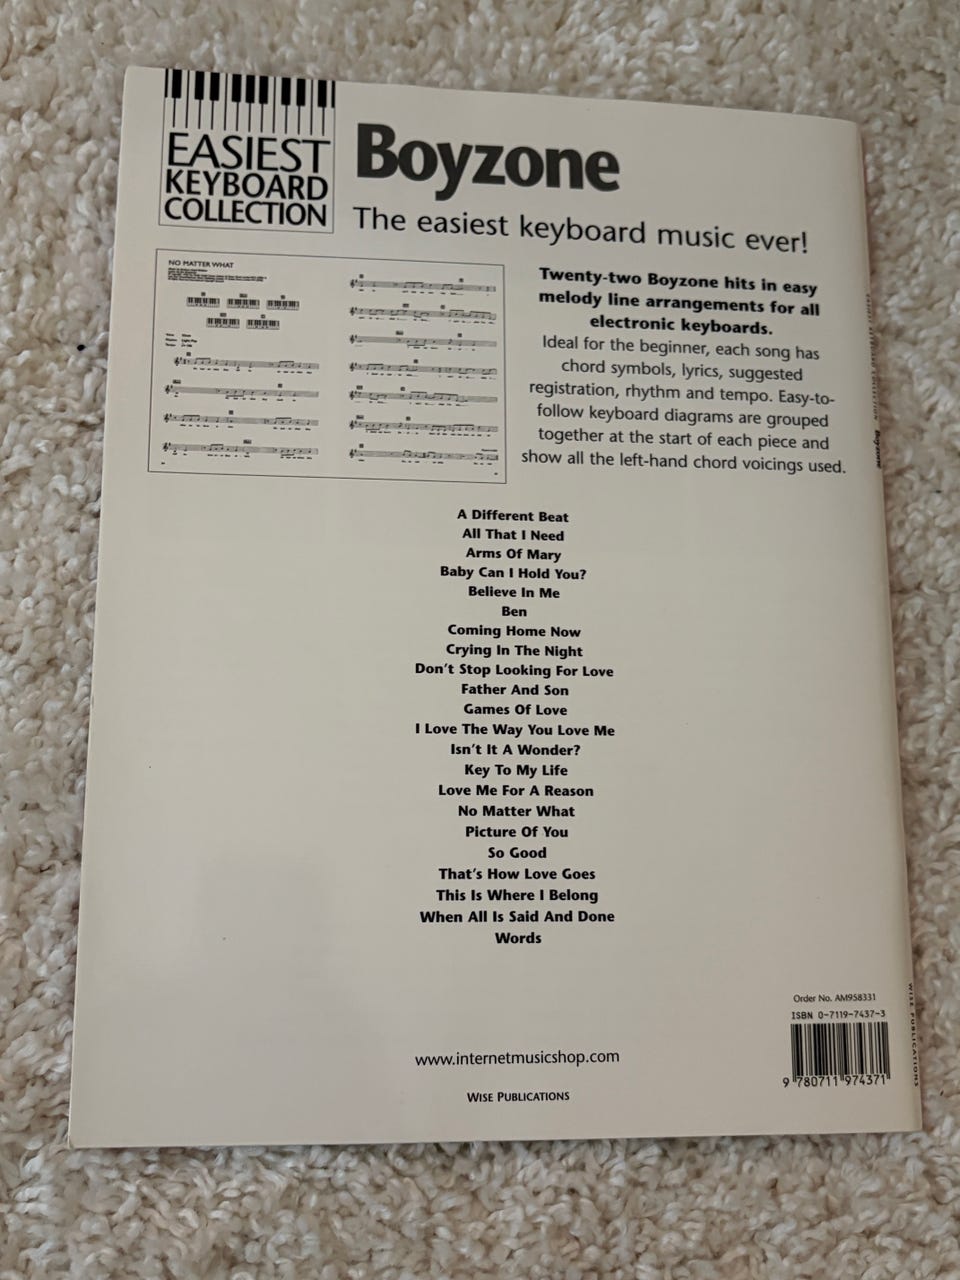 EASIEST
KEYBOARD
COLLECTION
Boyzone
The easiest keyboard music ever!
NO MATTER WHAT
Twenty-two Boyzone hits in easy
melody line arrangements for all
electronic keyboards.
Ideal for the beginner, each song has
chord symbols, lyrics, suggested
registration, rhythm and tempo. Easy-to-
follow keyboard diagrams are grouped
together at the start of each piece and
show all the left-hand chord voicings used.
A Different Beat
All That I Need
Arms Of Mary
Baby Can I Hold You?
Believe In Me
Ben
Coming Home Now
Crying In The Night
Don't Stop Looking For Love
Father And Son
Games Of Love
I Love The Way You Love Me
Isn't It A Wonder?
Key To My Life
Love Me For A Reason
No Matter What
Picture Of You
So Good
That's How Love Goes
This Is Where I Belong
When All Is Said And Done
Words
Order No. AM958331
ISBN 0-7119-7437-3
9 780711 974371
www.internetmusicshop.com
WISE PUBLICATIONS
EASIEST KEYBOARD COLLECTION Boyzone
WISE PUBLICATIONS